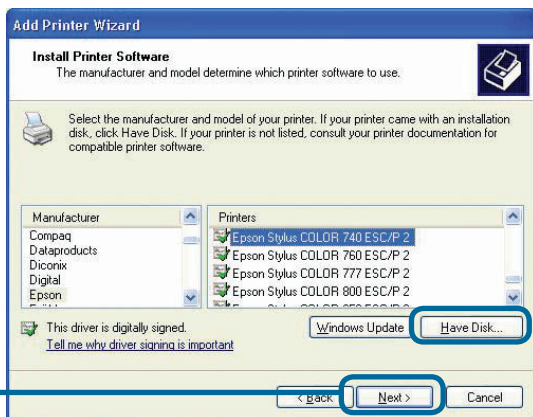 Add Printer Wizard
Install Printer Software
The manufacturer and model determine which printer software to use.
Select the manufacturer and model of your printer. If your printer came with an installation
disk, click Have Disk. If your printer is not listed, consult your printer documentation for
compatible printer software.
Manufacturer
Compaq
Dataproducts
Diconix
Digital
Epson
Printers
Epson Stylus COLOR 740 ESC/P 2
Epson Stylus COLOR 760 ESC/P 2
Epson Stylus COLOR 777 ESC/P 2
Epson Stylus COLOR 800 ESC/P 2
This driver is digitally signed.
Tell me why driver signing is important
Windows Update
Have Disk...
< Back
Next >
Cancel